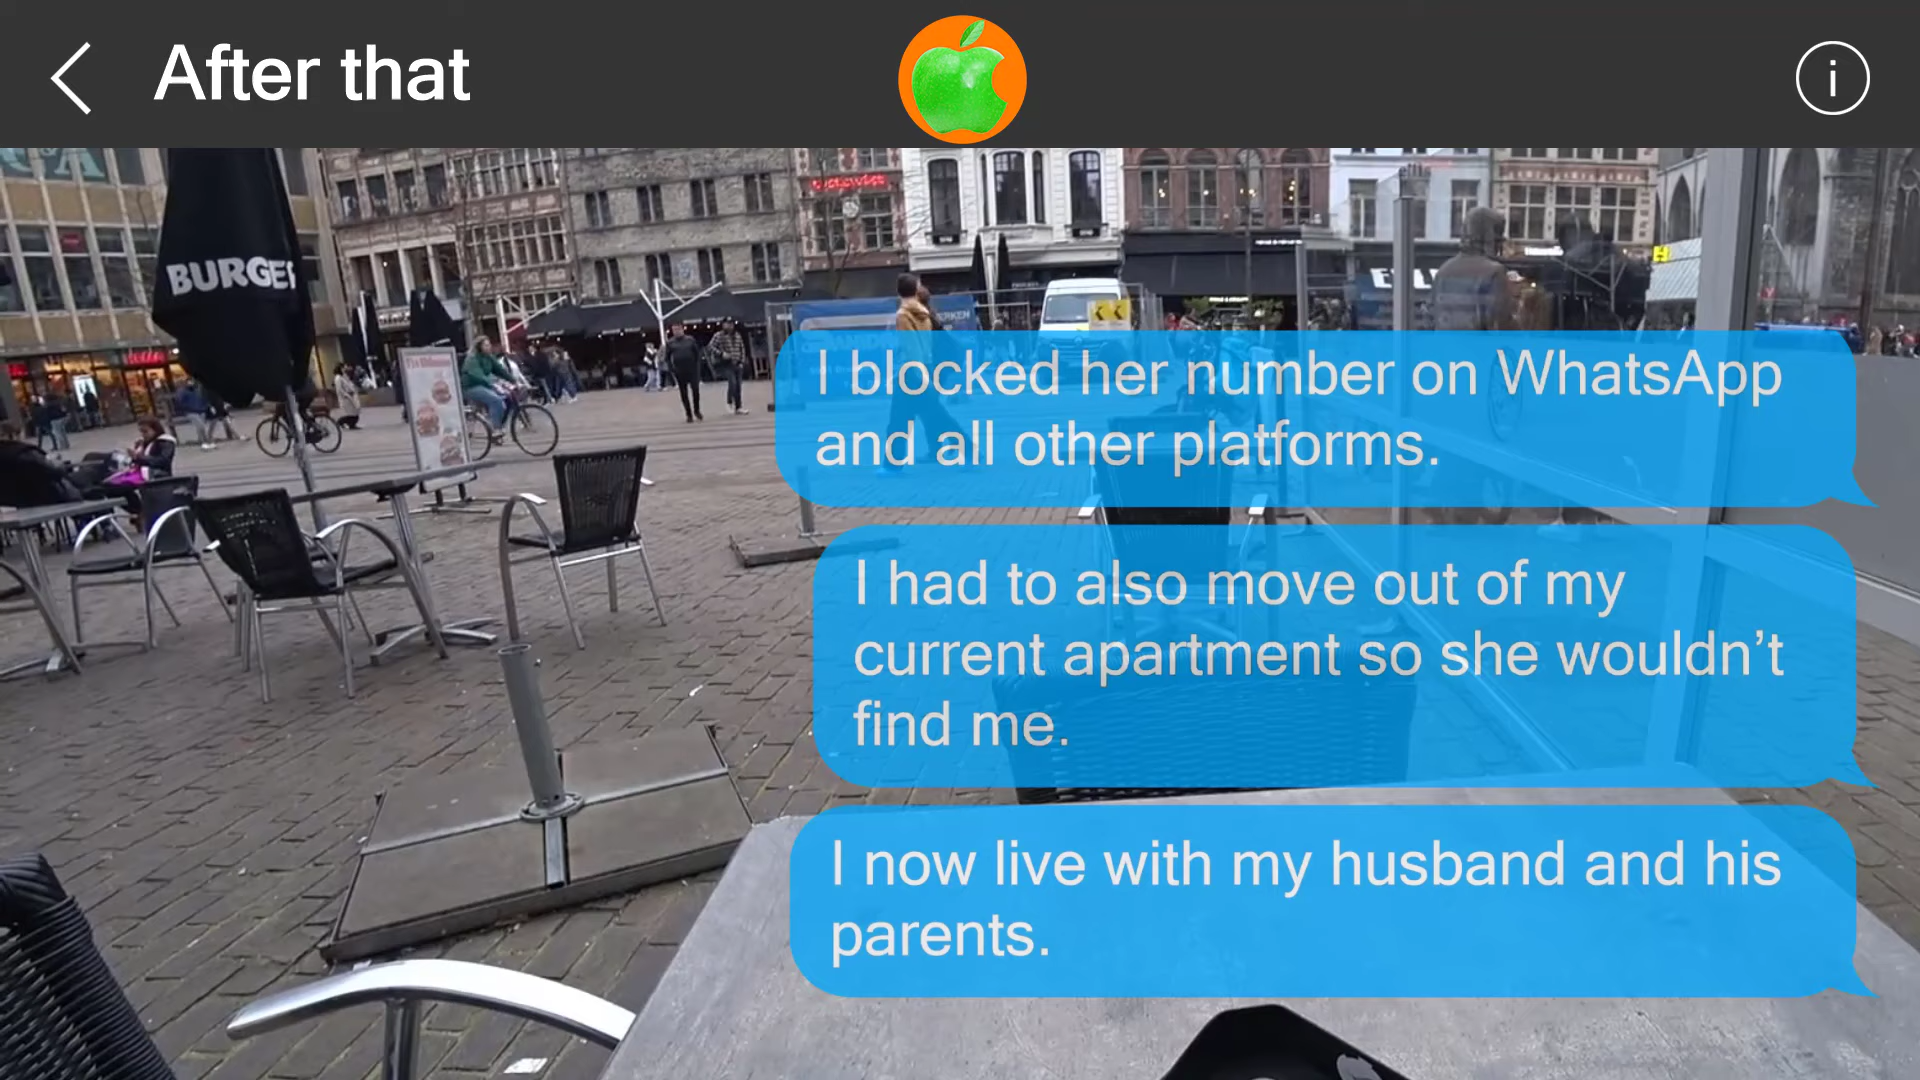 After that
i
BURGER
I blocked her number on WhatsApp
and all other platforms.
I had to also move out of my
current apartment so she wouldn’t
find me.
I now live with my husband and his
parents.